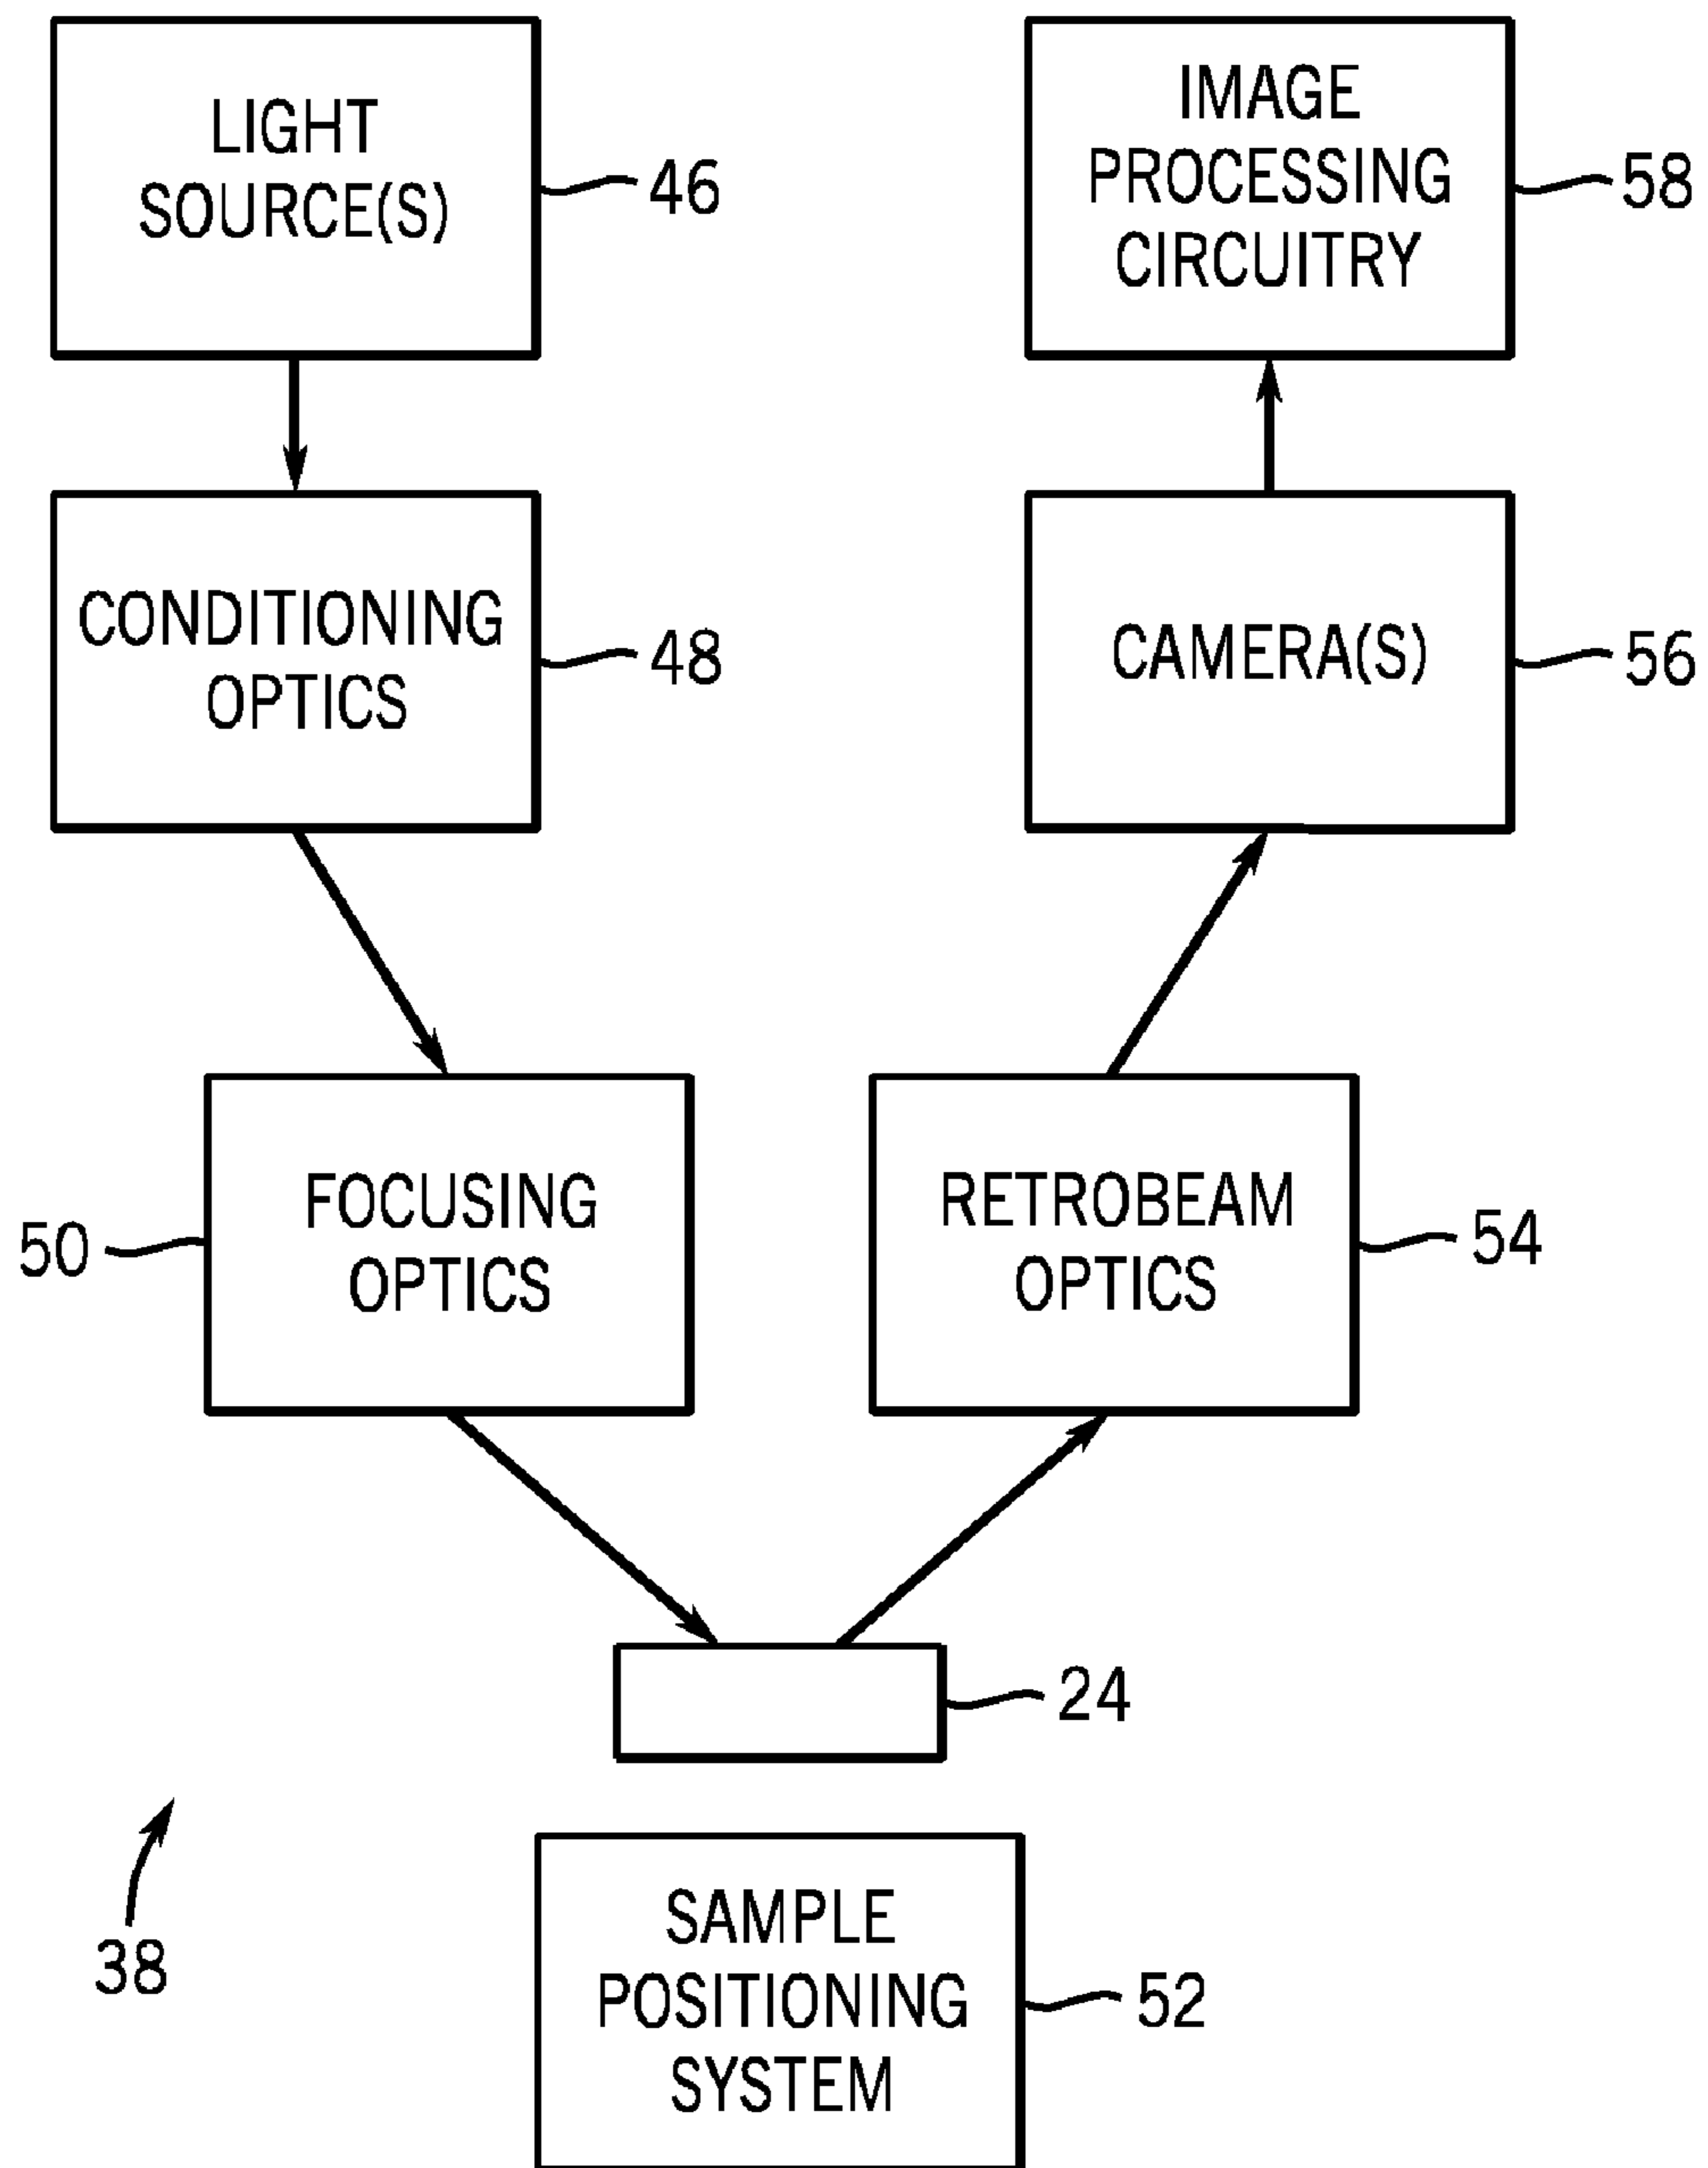 LIGHT
SOURCE(S)
46
IMAGE
PROCESSING
CIRCUITRY
58
CONDITIONING
OPTICS
48
CAMERA(S)
56
FOCUSING
OPTICS
50
RETROBEAM
OPTICS
54
24
38
SAMPLE
POSITIONING
SYSTEM
52